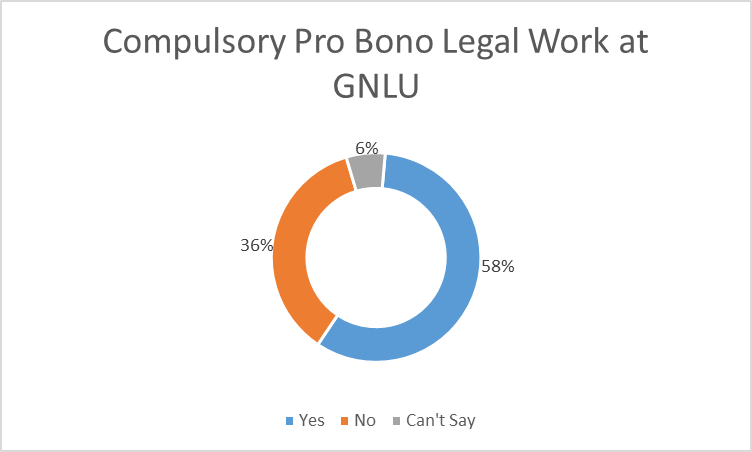 Compulsory Pro Bono Legal Work at
GNLU
6%
36%
58%
Yes No Can't Say